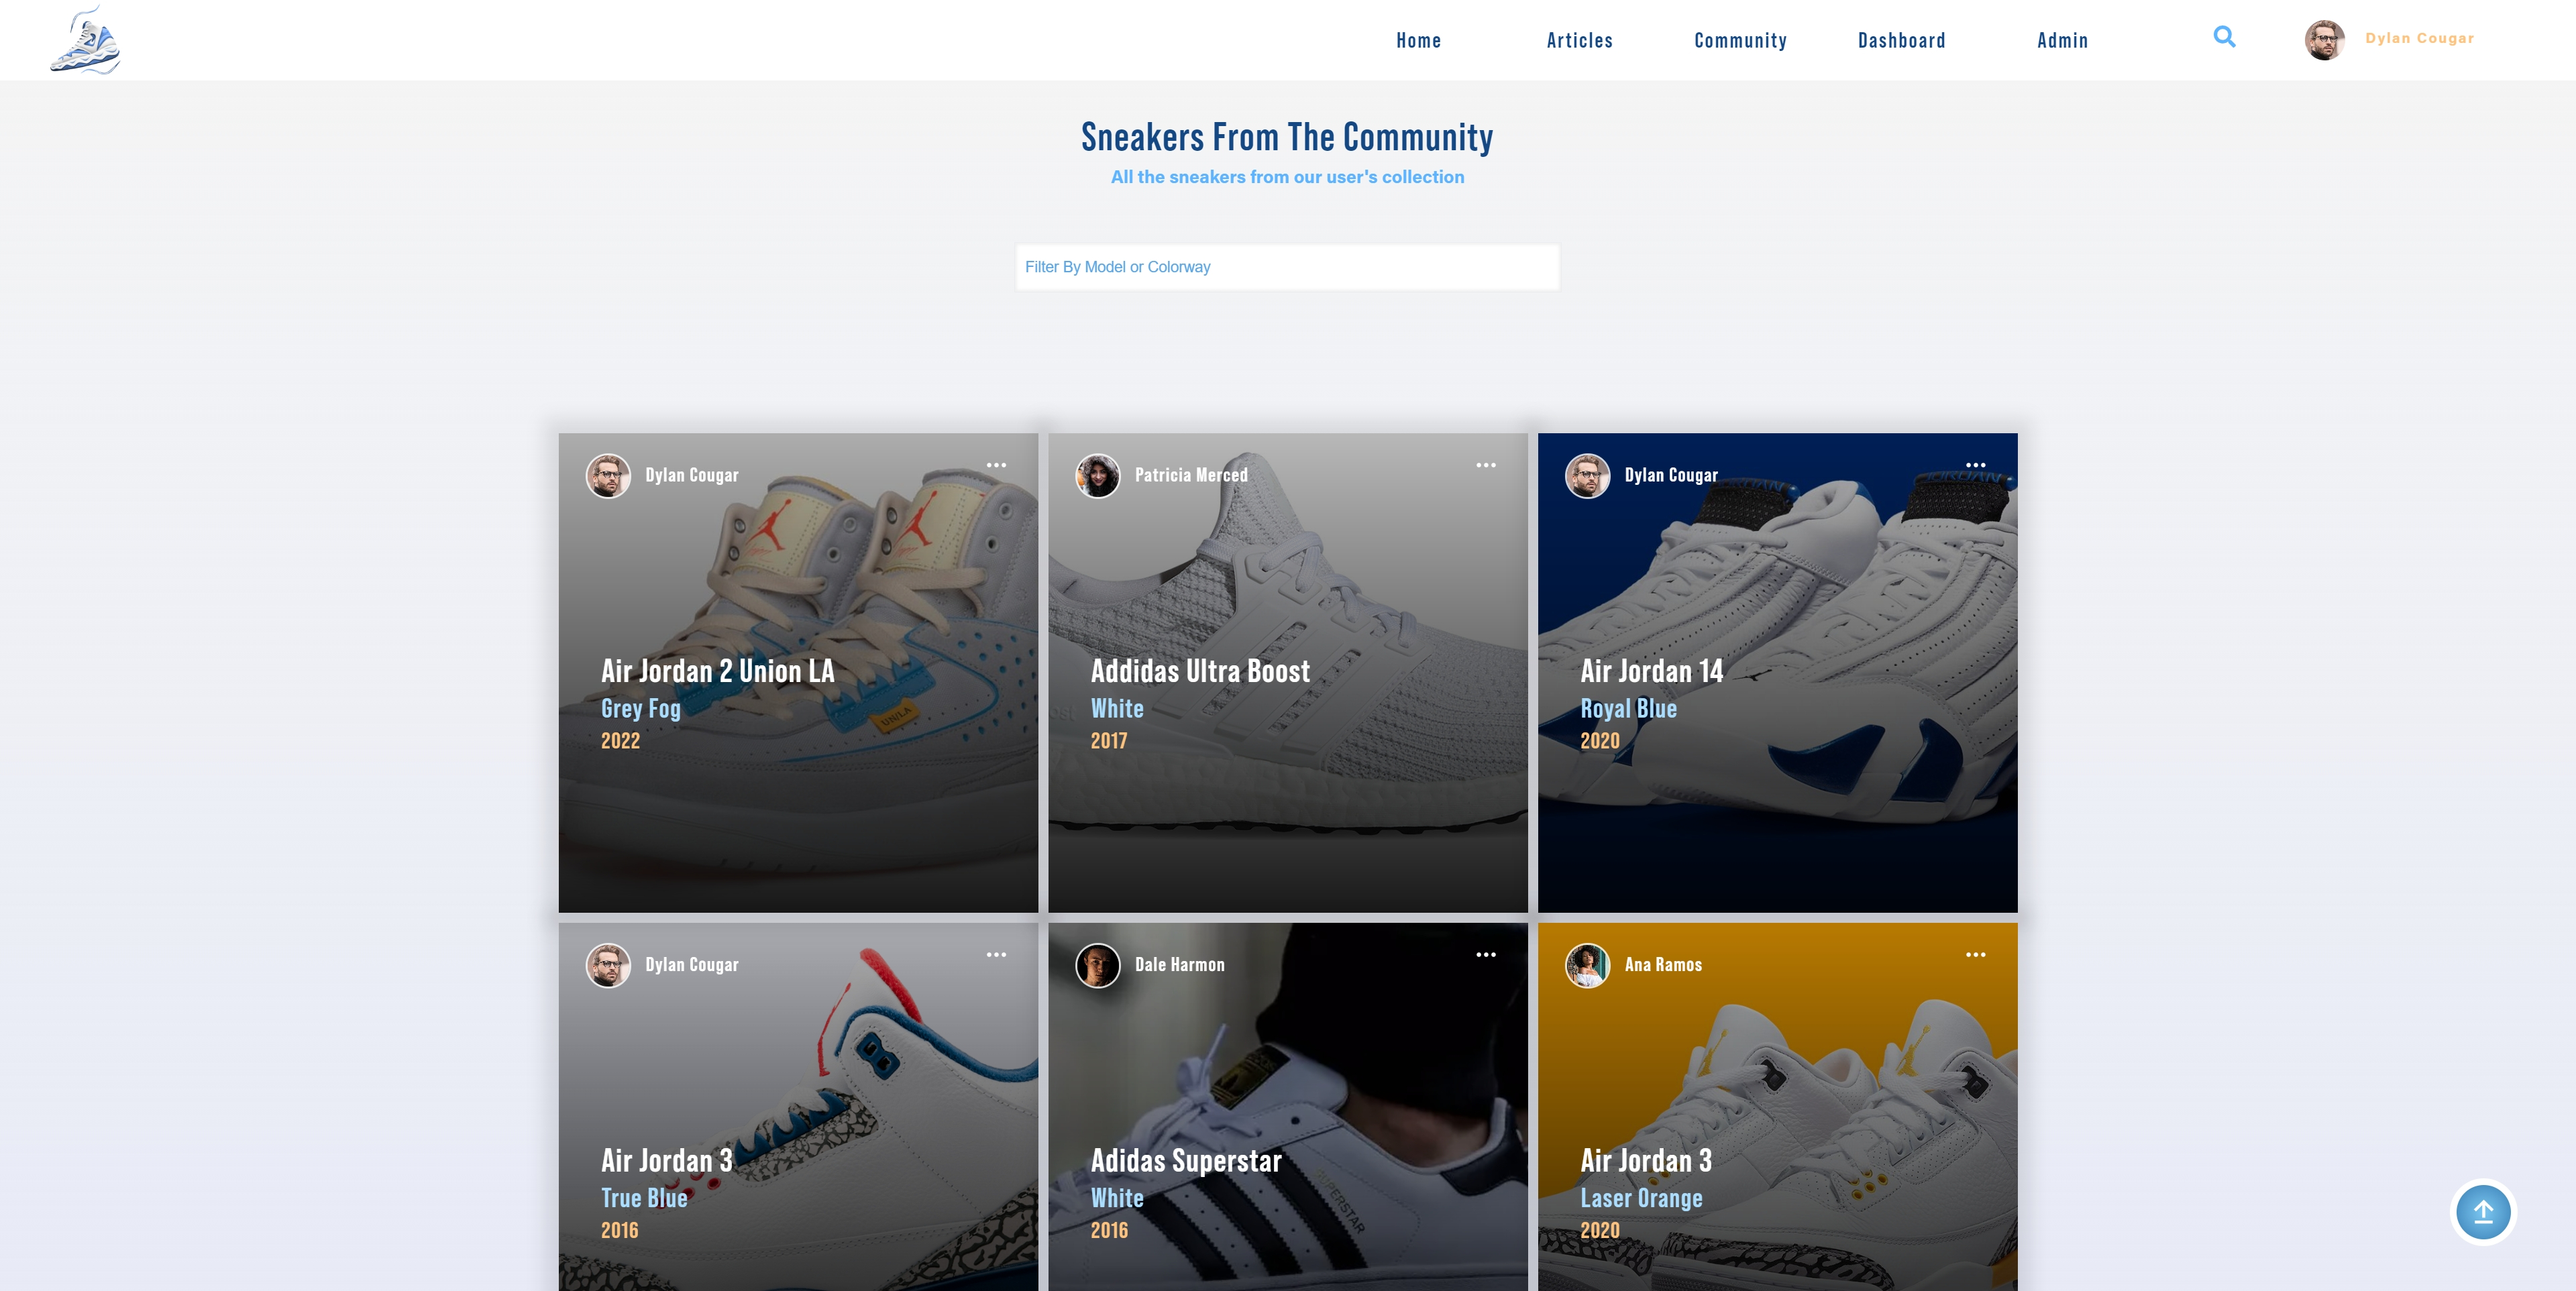 Home
Articles
Community
Dashboard
Admin
Dylan Cougar
Sneakers From The Community
All the sneakers from our user's collection
Filter By Model or Colorway
Dylan Cougar
Air Jordan 2 Union LA
Grey Fog
2022
UN/LA
Patricia Merced
Addidas Ultra Boost
White
2017
Dylan Cougar
Air Jordan 14
Royal Blue
2020
Dylan Cougar
Air Jordan 3
True Blue
2016
Dale Harmon
Adidas Superstar
White
2016
SUPERSTAR
Ana Ramos
Air Jordan 3
Laser Orange
2020